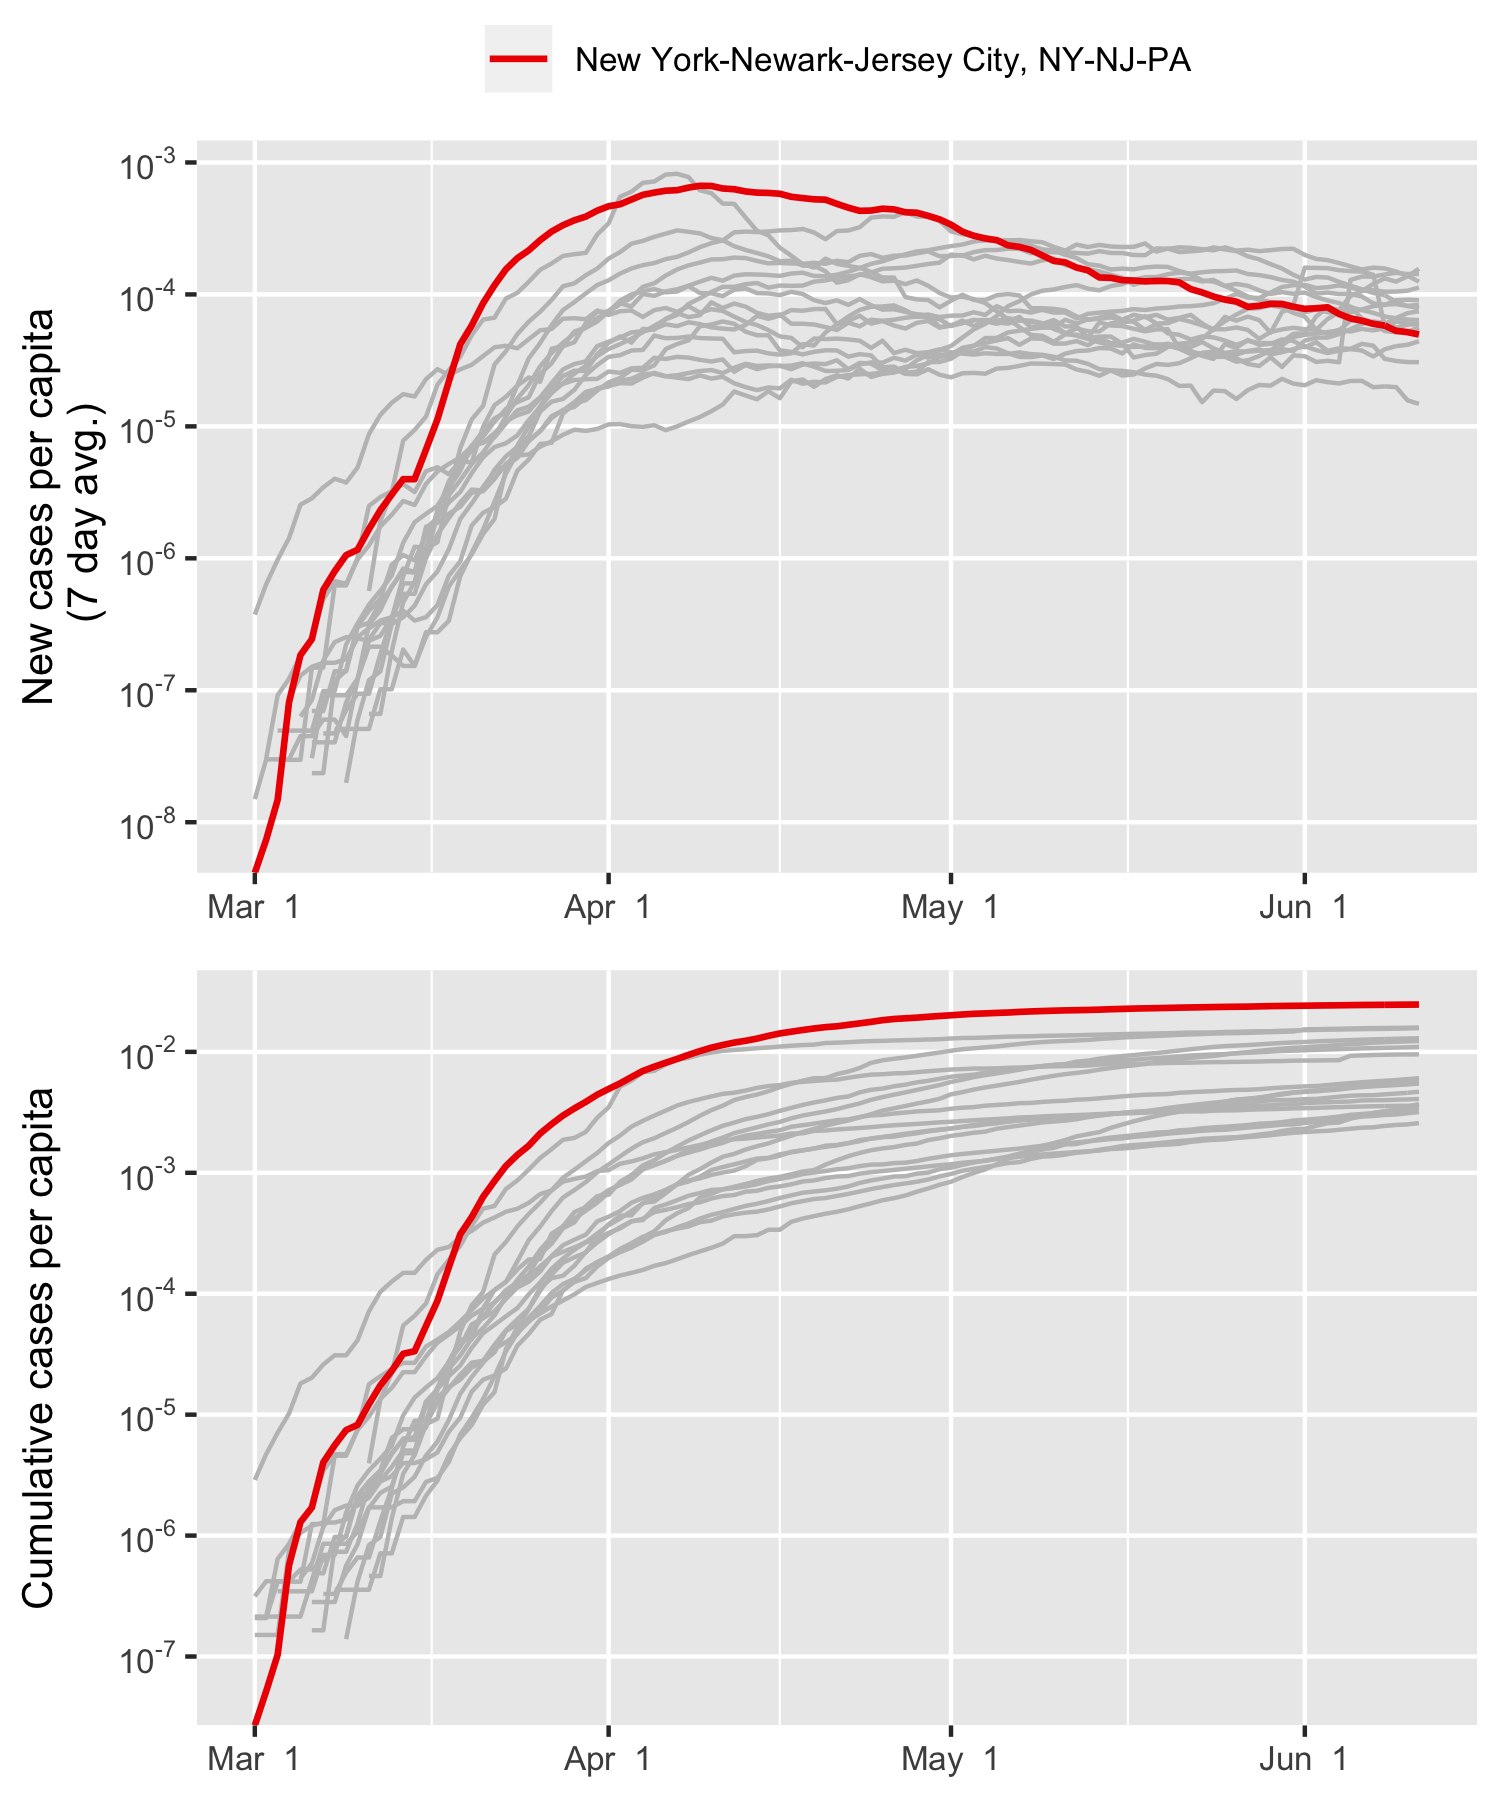 New York-Newark-Jersey City, NY-NJ-PA
New cases per capita
(7 day avg.)
10⁻³
10⁻⁴
10⁻⁵
10⁻⁶
10⁻⁷
10⁻⁸
Mar 1 Apr 1 May 1 Jun 1
Cumulative cases per capita
10⁻²
10⁻³
10⁻⁴
10⁻⁵
10⁻⁶
10⁻⁷
Mar 1 Apr 1 May 1 Jun 1